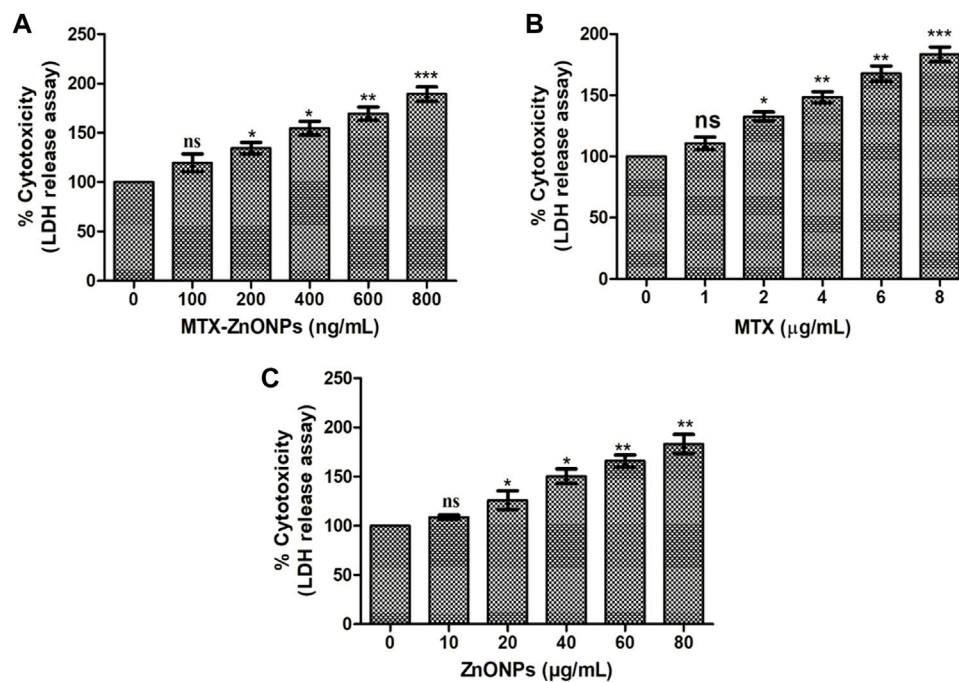 A
% Cytotoxicity
(LDH release assay)
250
200
150
100
50
0
ns
*
*
**
***
0 100 200 400 600 800
MTX-ZnONPs (ng/mL)
B
% Cytotoxicity
(LDH release assay)
200
150
100
50
0
ns
*
**
**
***
0 1 2 4 6 8
MTX (μg/mL)
C
% Cytotoxicity
(LDH release assay)
250
200
150
100
50
0
ns
*
*
**
**
0 10 20 40 60 80
ZnONPs (μg/mL)